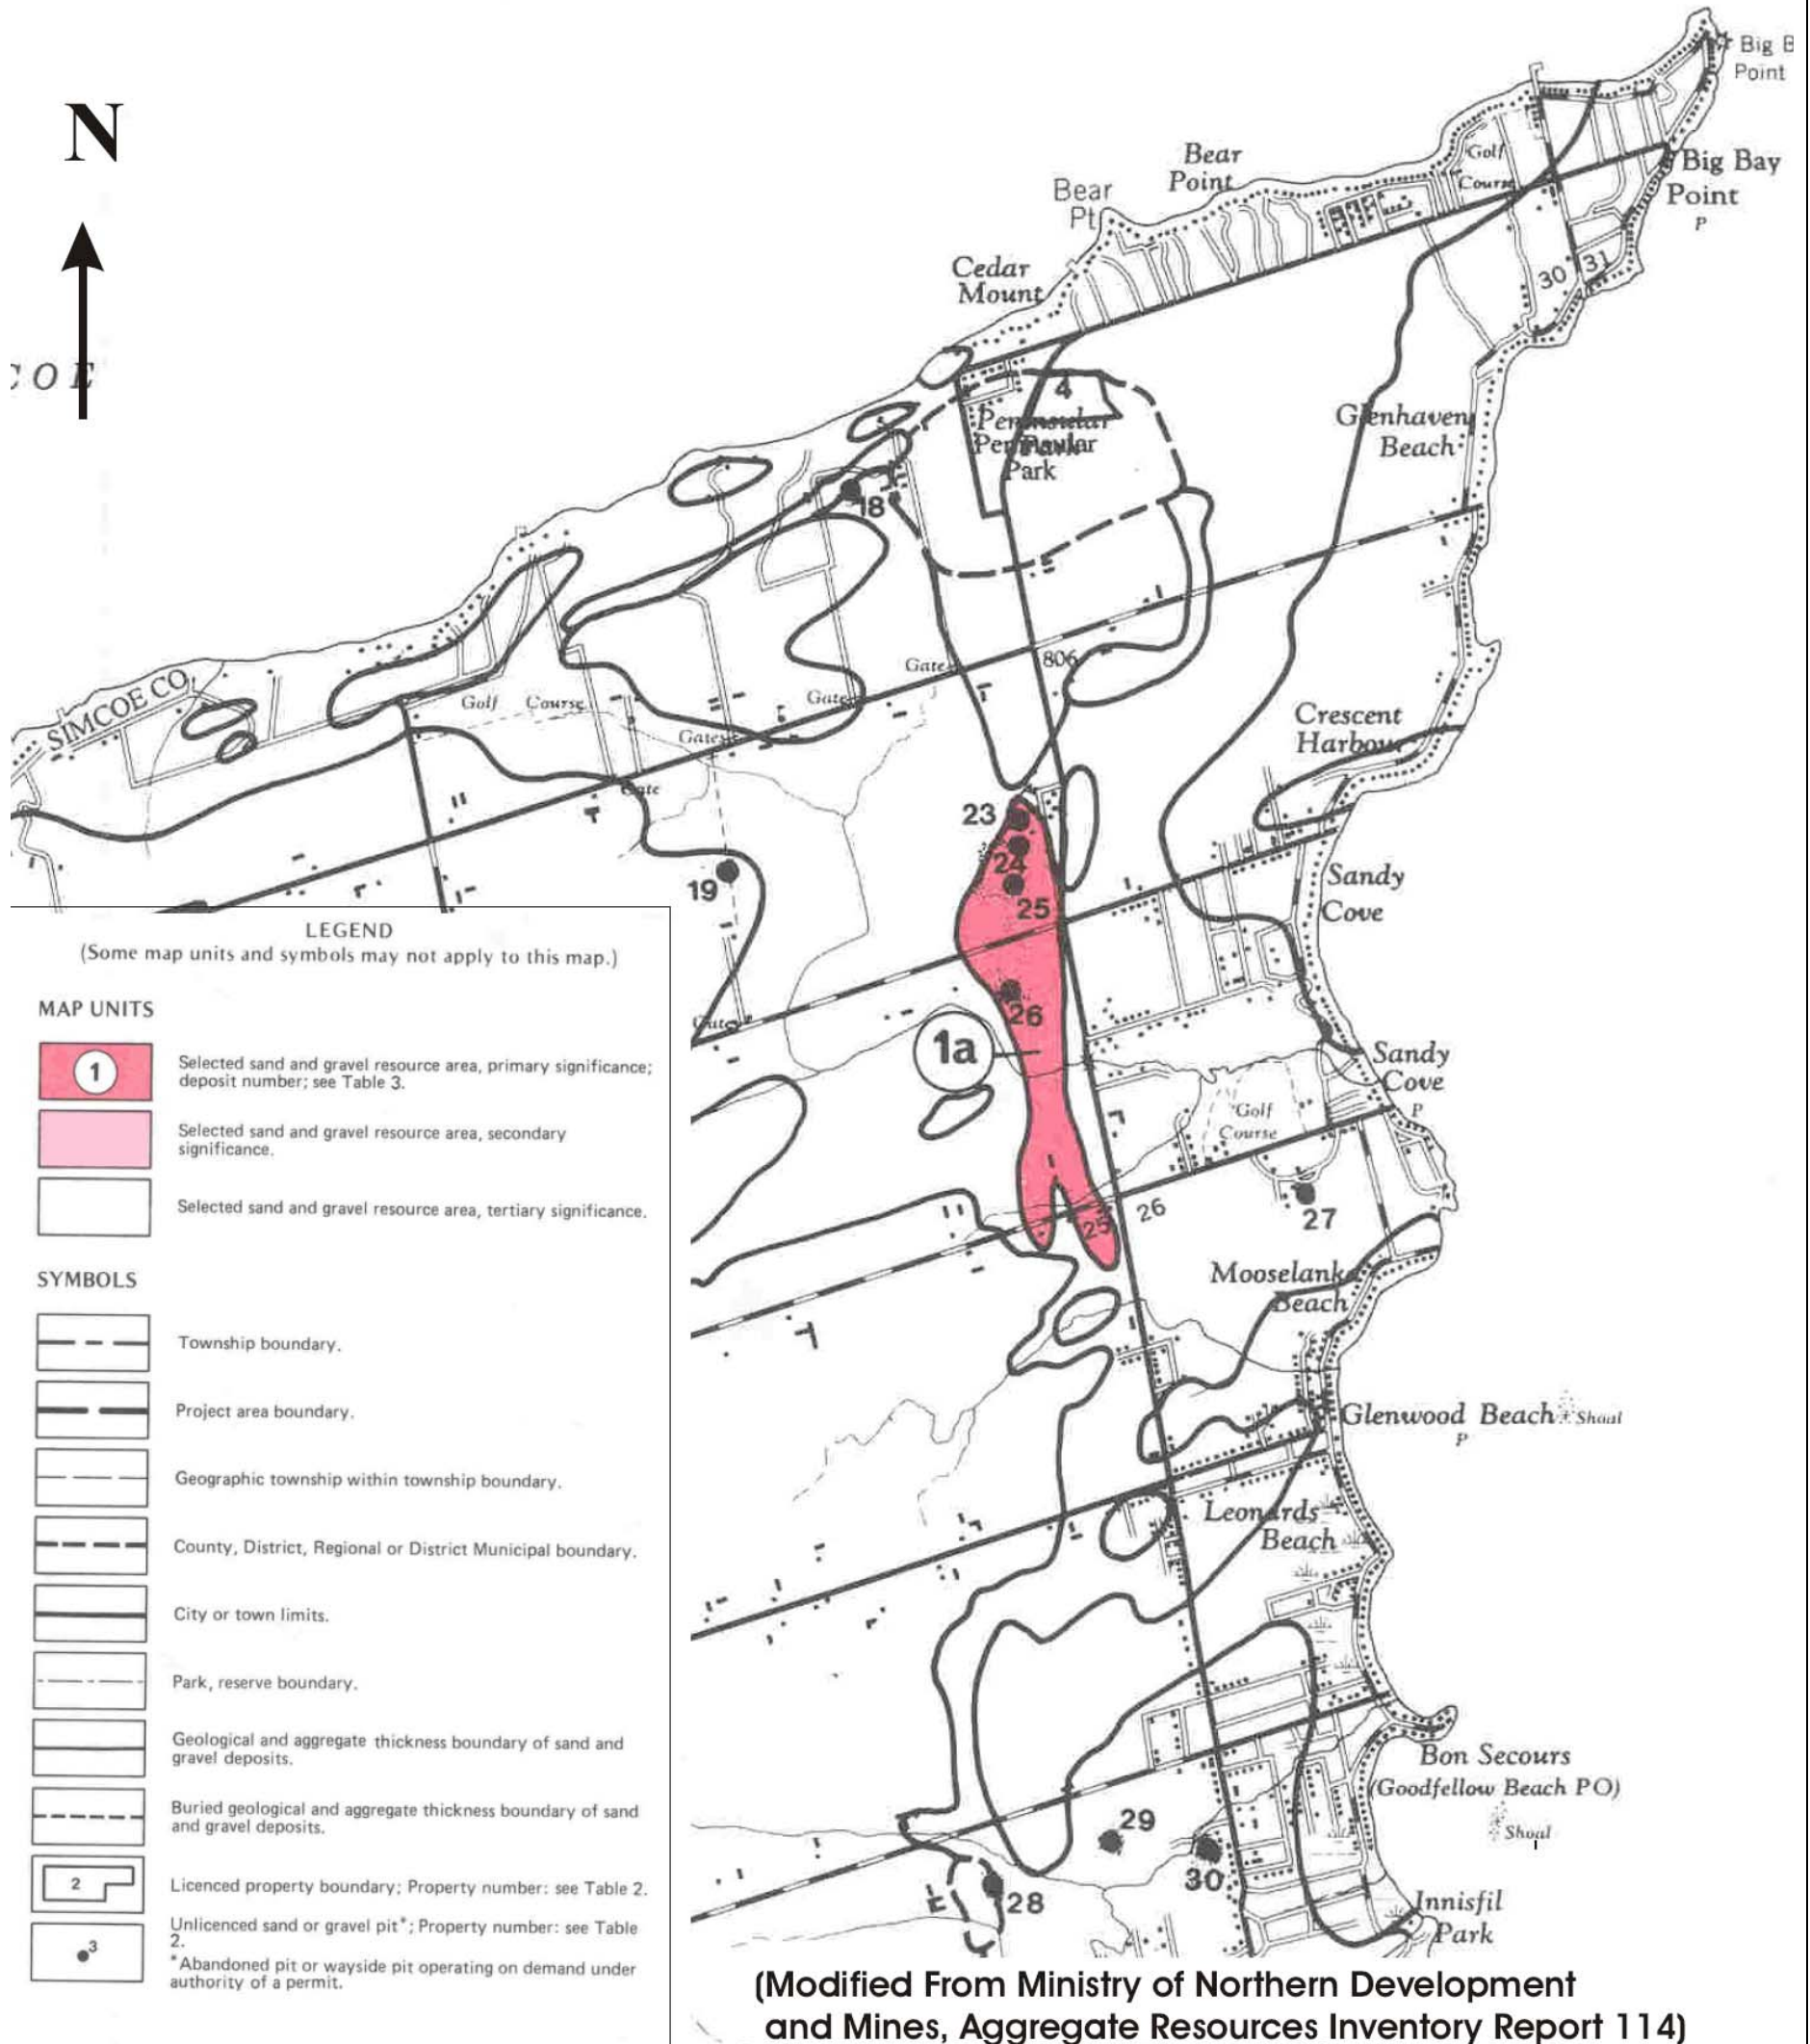 Big B
Point
N
Bear
Point
Golf
Course
Big Bay
Point
P
Bear
Pt
Cedar
Mount
30
31
COE
4
Peninsular
Park
Peninsular
Park
Glenhaven
Beach
18
806
Gate
Gate
SIMCOE CO.
Golf Course
Gate
Crescent
Harbour
Gate
23
24
19
25
Sandy
Cove
26
Gate
1a
Sandy
Cove
P
Golf
Course
26
25
27
Mooselanka
Beach
Glenwood Beach
Shoal
P
Leonards
Beach
Bon Secours
(Goodfellow Beach PO)
Shoal
29
30
28
Innisfil
Park
LEGEND
(Some map units and symbols may not apply to this map.)
MAP UNITS
1
Selected sand and gravel resource area, primary significance;
deposit number; see Table 3.
Selected sand and gravel resource area, secondary
significance.
Selected sand and gravel resource area, tertiary significance.
SYMBOLS
Township boundary.
Project area boundary.
Geographic township within township boundary.
County, District, Regional or District Municipal boundary.
City or town limits.
Park, reserve boundary.
Geological and aggregate thickness boundary of sand and
gravel deposits.
Buried geological and aggregate thickness boundary of sand
and gravel deposits.
2
Licenced property boundary; Property number: see Table 2.
3
Unlicenced sand or gravel pit*; Property number: see Table
2.
*Abandoned pit or wayside pit operating on demand under
authority of a permit.
(Modified From Ministry of Northern Development
and Mines, Aggregate Resources Inventory Report 114)